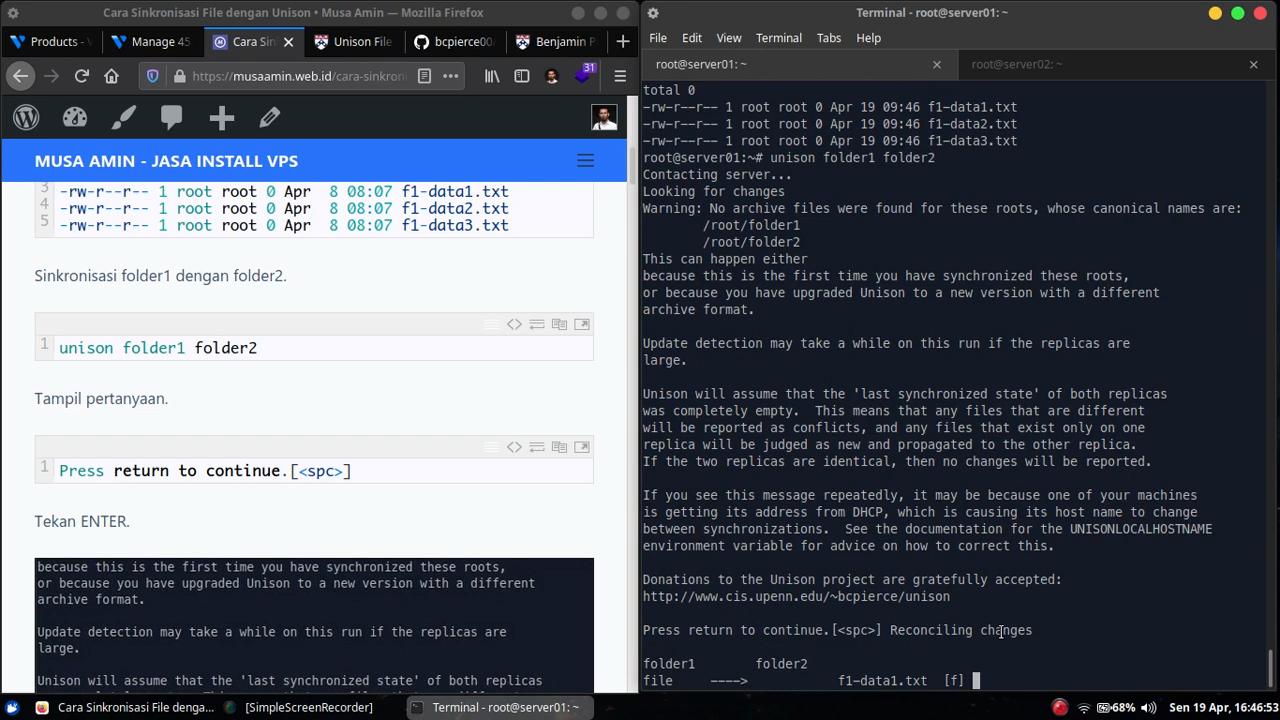 Cara Sinkronisasi File dengan Unison • Musa Amin — Mozilla Firefox
Products - V
Manage 45
Cara Sin
Unison File
bcpierce00
Benjamin P
https://musaamin.web.id/cara-sinkron
31
MUSA AMIN - JASA INSTALL VPS
3 -rw-r--r-- 1 root root 0 Apr 8 08:07 f1-data1.txt
4 -rw-r--r-- 1 root root 0 Apr 8 08:07 f1-data2.txt
5 -rw-r--r-- 1 root root 0 Apr 8 08:07 f1-data3.txt
Sinkronisasi folder1 dengan folder2.
1 unison folder1 folder2
Tampil pertanyaan.
1 Press return to continue.[<spc>]
Tekan ENTER.
because this is the first time you have synchronized these roots,
or because you have upgraded Unison to a new version with a different
archive format.
Update detection may take a while on this run if the replicas are
large.
Unison will assume that the 'last synchronized state' of both replicas
Terminal - root@server01: ~
File Edit View Terminal Tabs Help
root@server01: ~
root@server02: ~
total 0
-rw-r--r-- 1 root root 0 Apr 19 09:46 f1-data1.txt
-rw-r--r-- 1 root root 0 Apr 19 09:46 f1-data2.txt
-rw-r--r-- 1 root root 0 Apr 19 09:46 f1-data3.txt
root@server01:~# unison folder1 folder2
Contacting server...
Looking for changes
Warning: No archive files were found for these roots, whose canonical names are:
/root/folder1
/root/folder2
This can happen either
because this is the first time you have synchronized these roots,
or because you have upgraded Unison to a new version with a different
archive format.
Update detection may take a while on this run if the replicas are
large.
Unison will assume that the 'last synchronized state' of both replicas
was completely empty. This means that any files that are different
will be reported as conflicts, and any files that exist only on one
replica will be judged as new and propagated to the other replica.
If the two replicas are identical, then no changes will be reported.
If you see this message repeatedly, it may be because one of your machines
is getting its address from DHCP, which is causing its host name to change
between synchronizations. See the documentation for the UNISONLOCALHOSTNAME
environment variable for advice on how to correct this.
Donations to the Unison project are gratefully accepted:
http://www.cis.upenn.edu/~bcpierce/unison
Press return to continue.[<spc>] Reconciling changes
folder1 folder2
file ----> f1-data1.txt [f]
Cara Sinkronisasi File denga...
[SimpleScreenRecorder]
Terminal - root@server01: ~
68%
Sen 19 Apr, 16:46:53